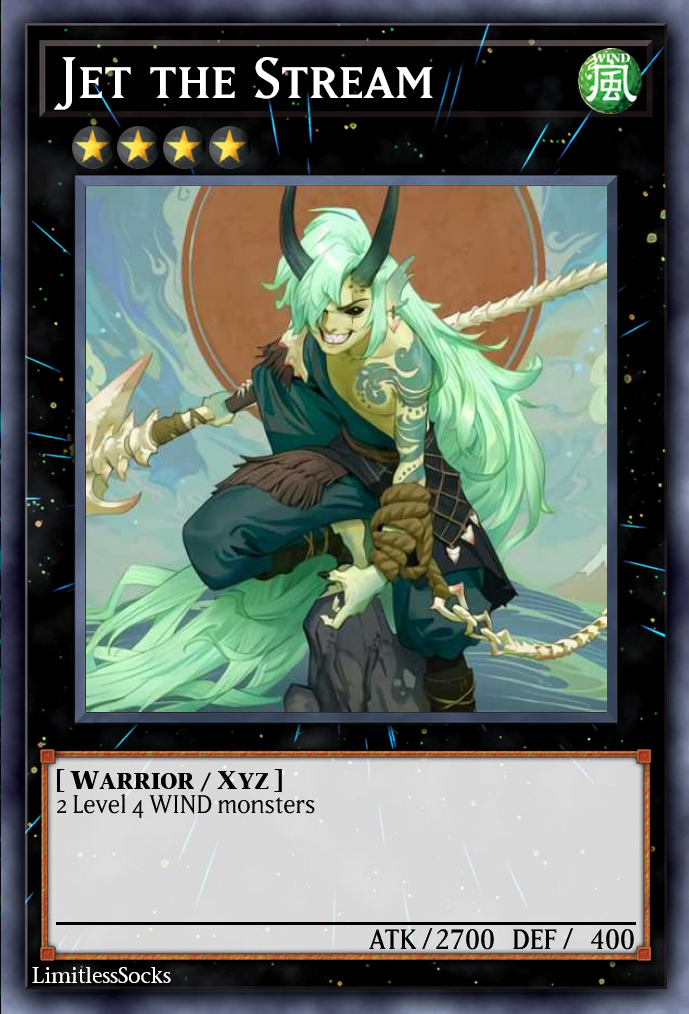 Jet the Stream
WIND
風
[ Warrior / Xyz ]
2 Level 4 WIND monsters
ATK / 2700 DEF / 400
LimitlessSocks